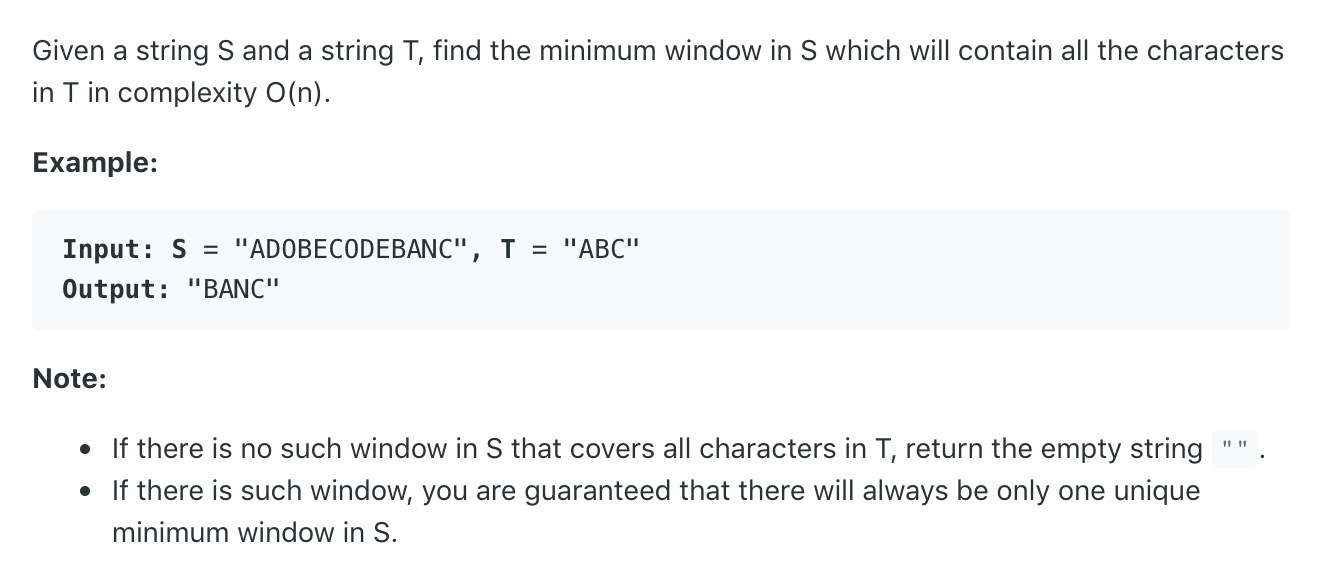 Given a string S and a string T, find the minimum window in S which will contain all the characters
in T in complexity O(n).
Example:
Input: S = "ADOBECODEBANC", T = "ABC"
Output: "BANC"
Note:
• If there is no such window in S that covers all characters in T, return the empty string "".
• If there is such window, you are guaranteed that there will always be only one unique
minimum window in S.